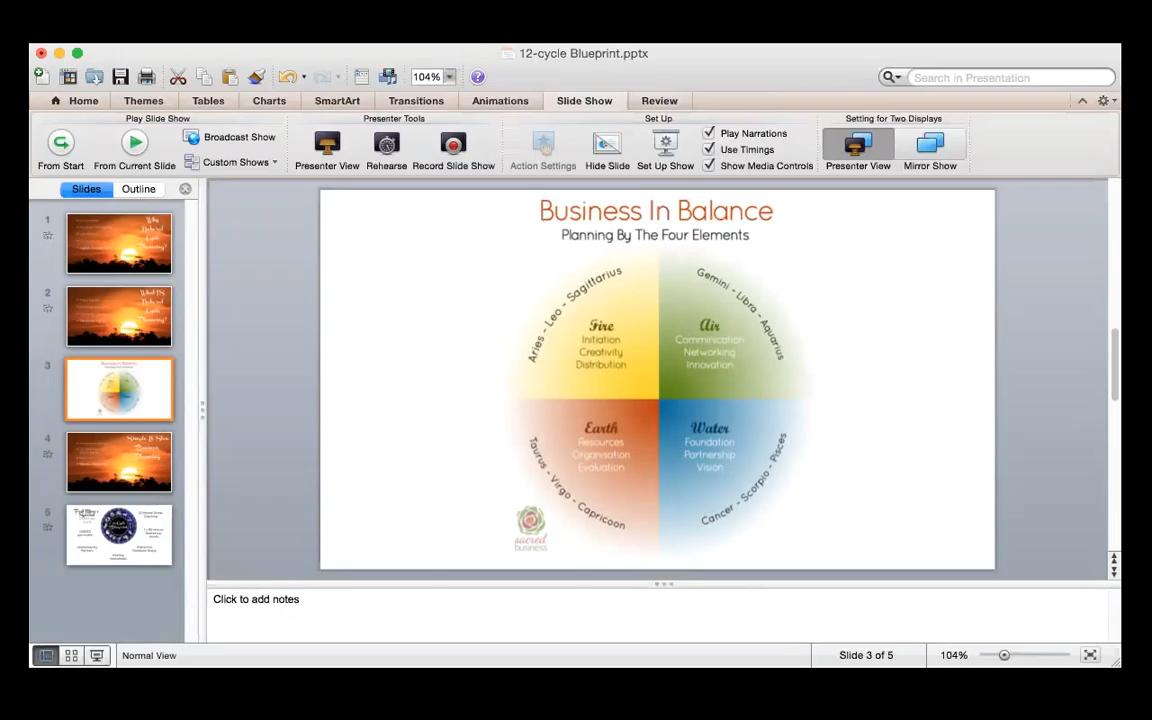 12-cycle Blueprint.pptx
104%
Search in Presentation
Home
Themes
Tables
Charts
SmartArt
Transitions
Animations
Slide Show
Review
Play Slide Show
Presenter Tools
Set Up
Setting for Two Displays
From Start
From Current Slide
Broadcast Show
Custom Shows
Presenter View
Rehearse
Record Slide Show
Action Settings
Hide Slide
Set Up Show
Play Narrations
Use Timings
Show Media Controls
Presenter View
Mirror Show
Slides
Outline
1
2
3
4
5
Business In Balance
Planning By The Four Elements
Aries - Leo - Sagittarius
Gemini - Libra - Aquarius
Fire
Initiation
Creativity
Distribution
Air
Communication
Networking
Innovation
Earth
Resources
Organisation
Evaluation
Water
Foundation
Partnership
Vision
Taurus - Virgo - Capricorn
Cancer - Scorpio - Pisces
sacred
business
Click to add notes
Normal View
Slide 3 of 5
104%